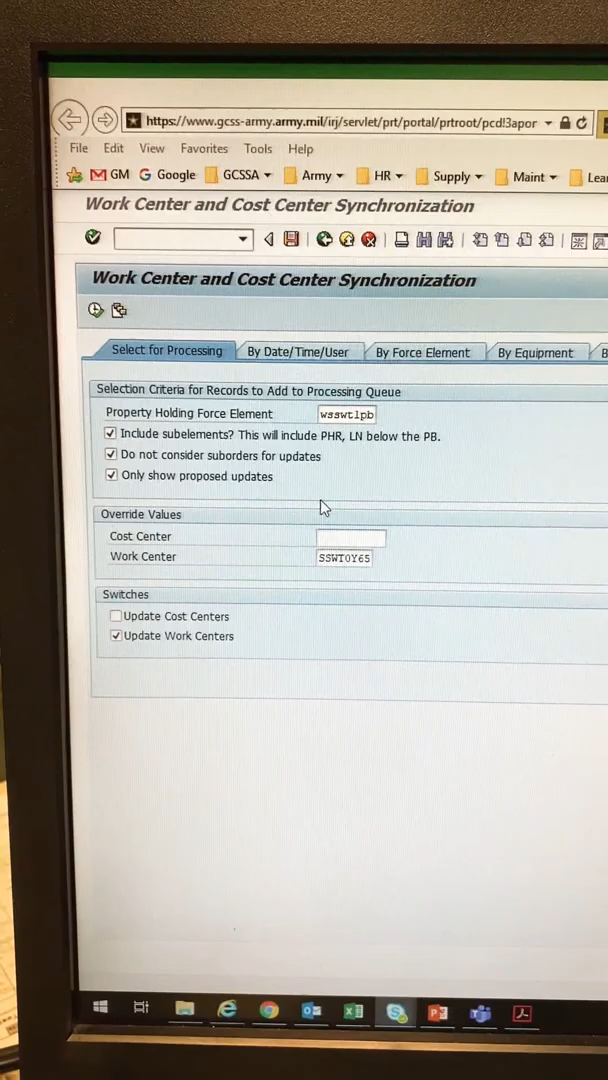 https://www.gcss-army.army.mil/irj/servlet/prt/portal/prtroot/pcd!3apor
File Edit View Favorites Tools Help
GM Google GCSSA Army HR Supply Maint Lea
Work Center and Cost Center Synchronization
Work Center and Cost Center Synchronization
Select for Processing By Date/Time/User By Force Element By Equipment B
Selection Criteria for Records to Add to Processing Queue
Property Holding Force Element wsswt1pb
Include subelements? This will include PHR, LN below the PB.
Do not consider suborders for updates
Only show proposed updates
Override Values
Cost Center
Work Center SSWT0Y65
Switches
Update Cost Centers
Update Work Centers